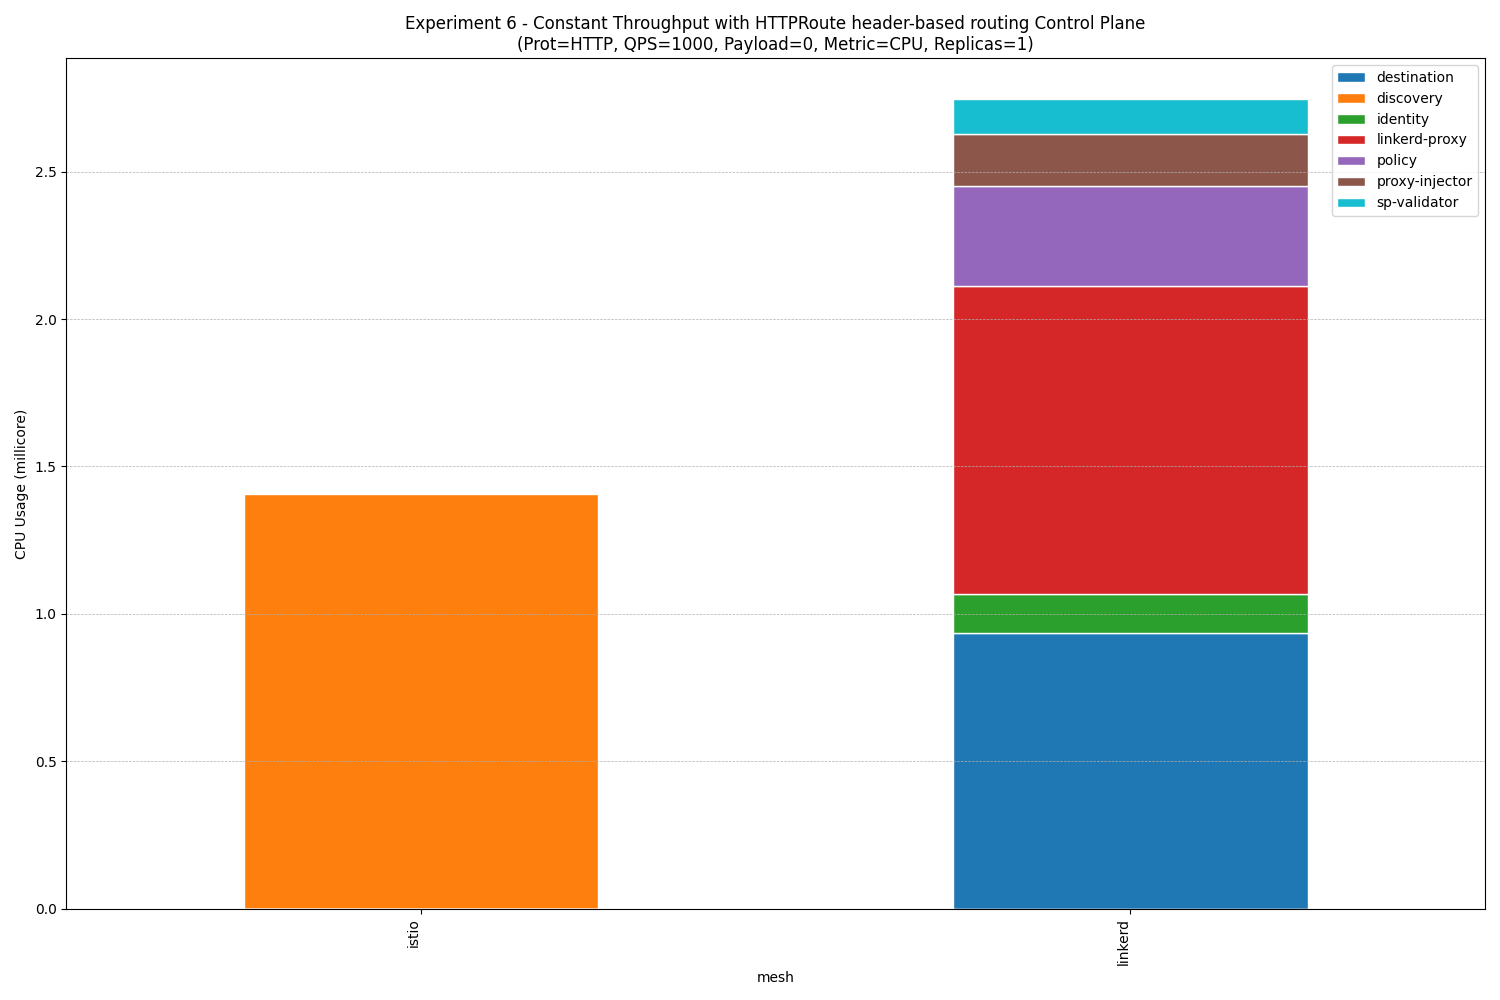 Experiment 6 - Constant Throughput with HTTPRoute header-based routing Control Plane
(Prot=HTTP, QPS=1000, Payload=0, Metric=CPU, Replicas=1)
destination
discovery
identity
linkerd-proxy
policy
proxy-injector
sp-validator
CPU Usage (millicore)
2.5
2.0
1.5
1.0
0.5
0.0
istio
linkerd
mesh